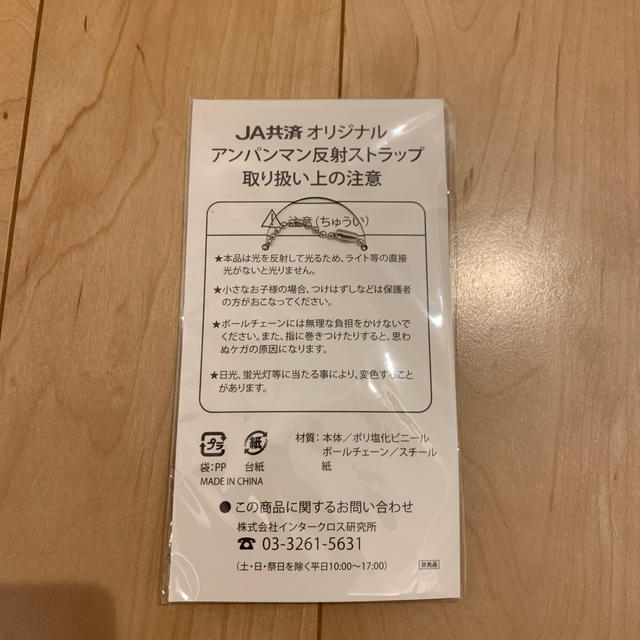 JA共済 オリジナル
アンパンマン反射ストラップ
取り扱い上の注意
注意(ちゅうい)
★本品は光を反射して光るため、ライト等の直接
光がないと光りません。
★小さなお子様の場合、つけはずしなどは保護者
の方がおこなってください。
★ボールチェーンには無理な負担をかけないで
ください。また、指に巻きつけたりすると、思わ
ぬケガの原因になります。
★日光、蛍光灯等に当たる事により、変色すること
があります。
プラ 紙 材質:本体/ポリ塩化ビニール
ボールチェーン/スチール
袋:PP 台紙 紙
MADE IN CHINA
●この商品に関するお問い合わせ
株式会社インタークロス研究所
☎ 03-3261-5631
(土・日・祭日を除く平日10:00〜17:00) 非売品